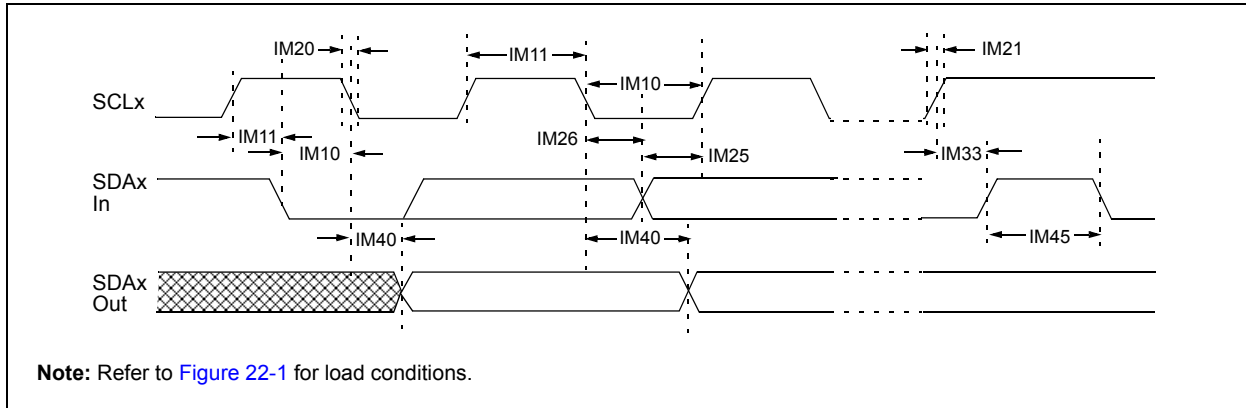 IM20
IM11
IM21
IM10
SCLx
IM11
IM26
IM10
IM25
IM33
SDAx
In
IM40
IM40
IM45
SDAx
Out
Note: Refer to Figure 22-1 for load conditions.